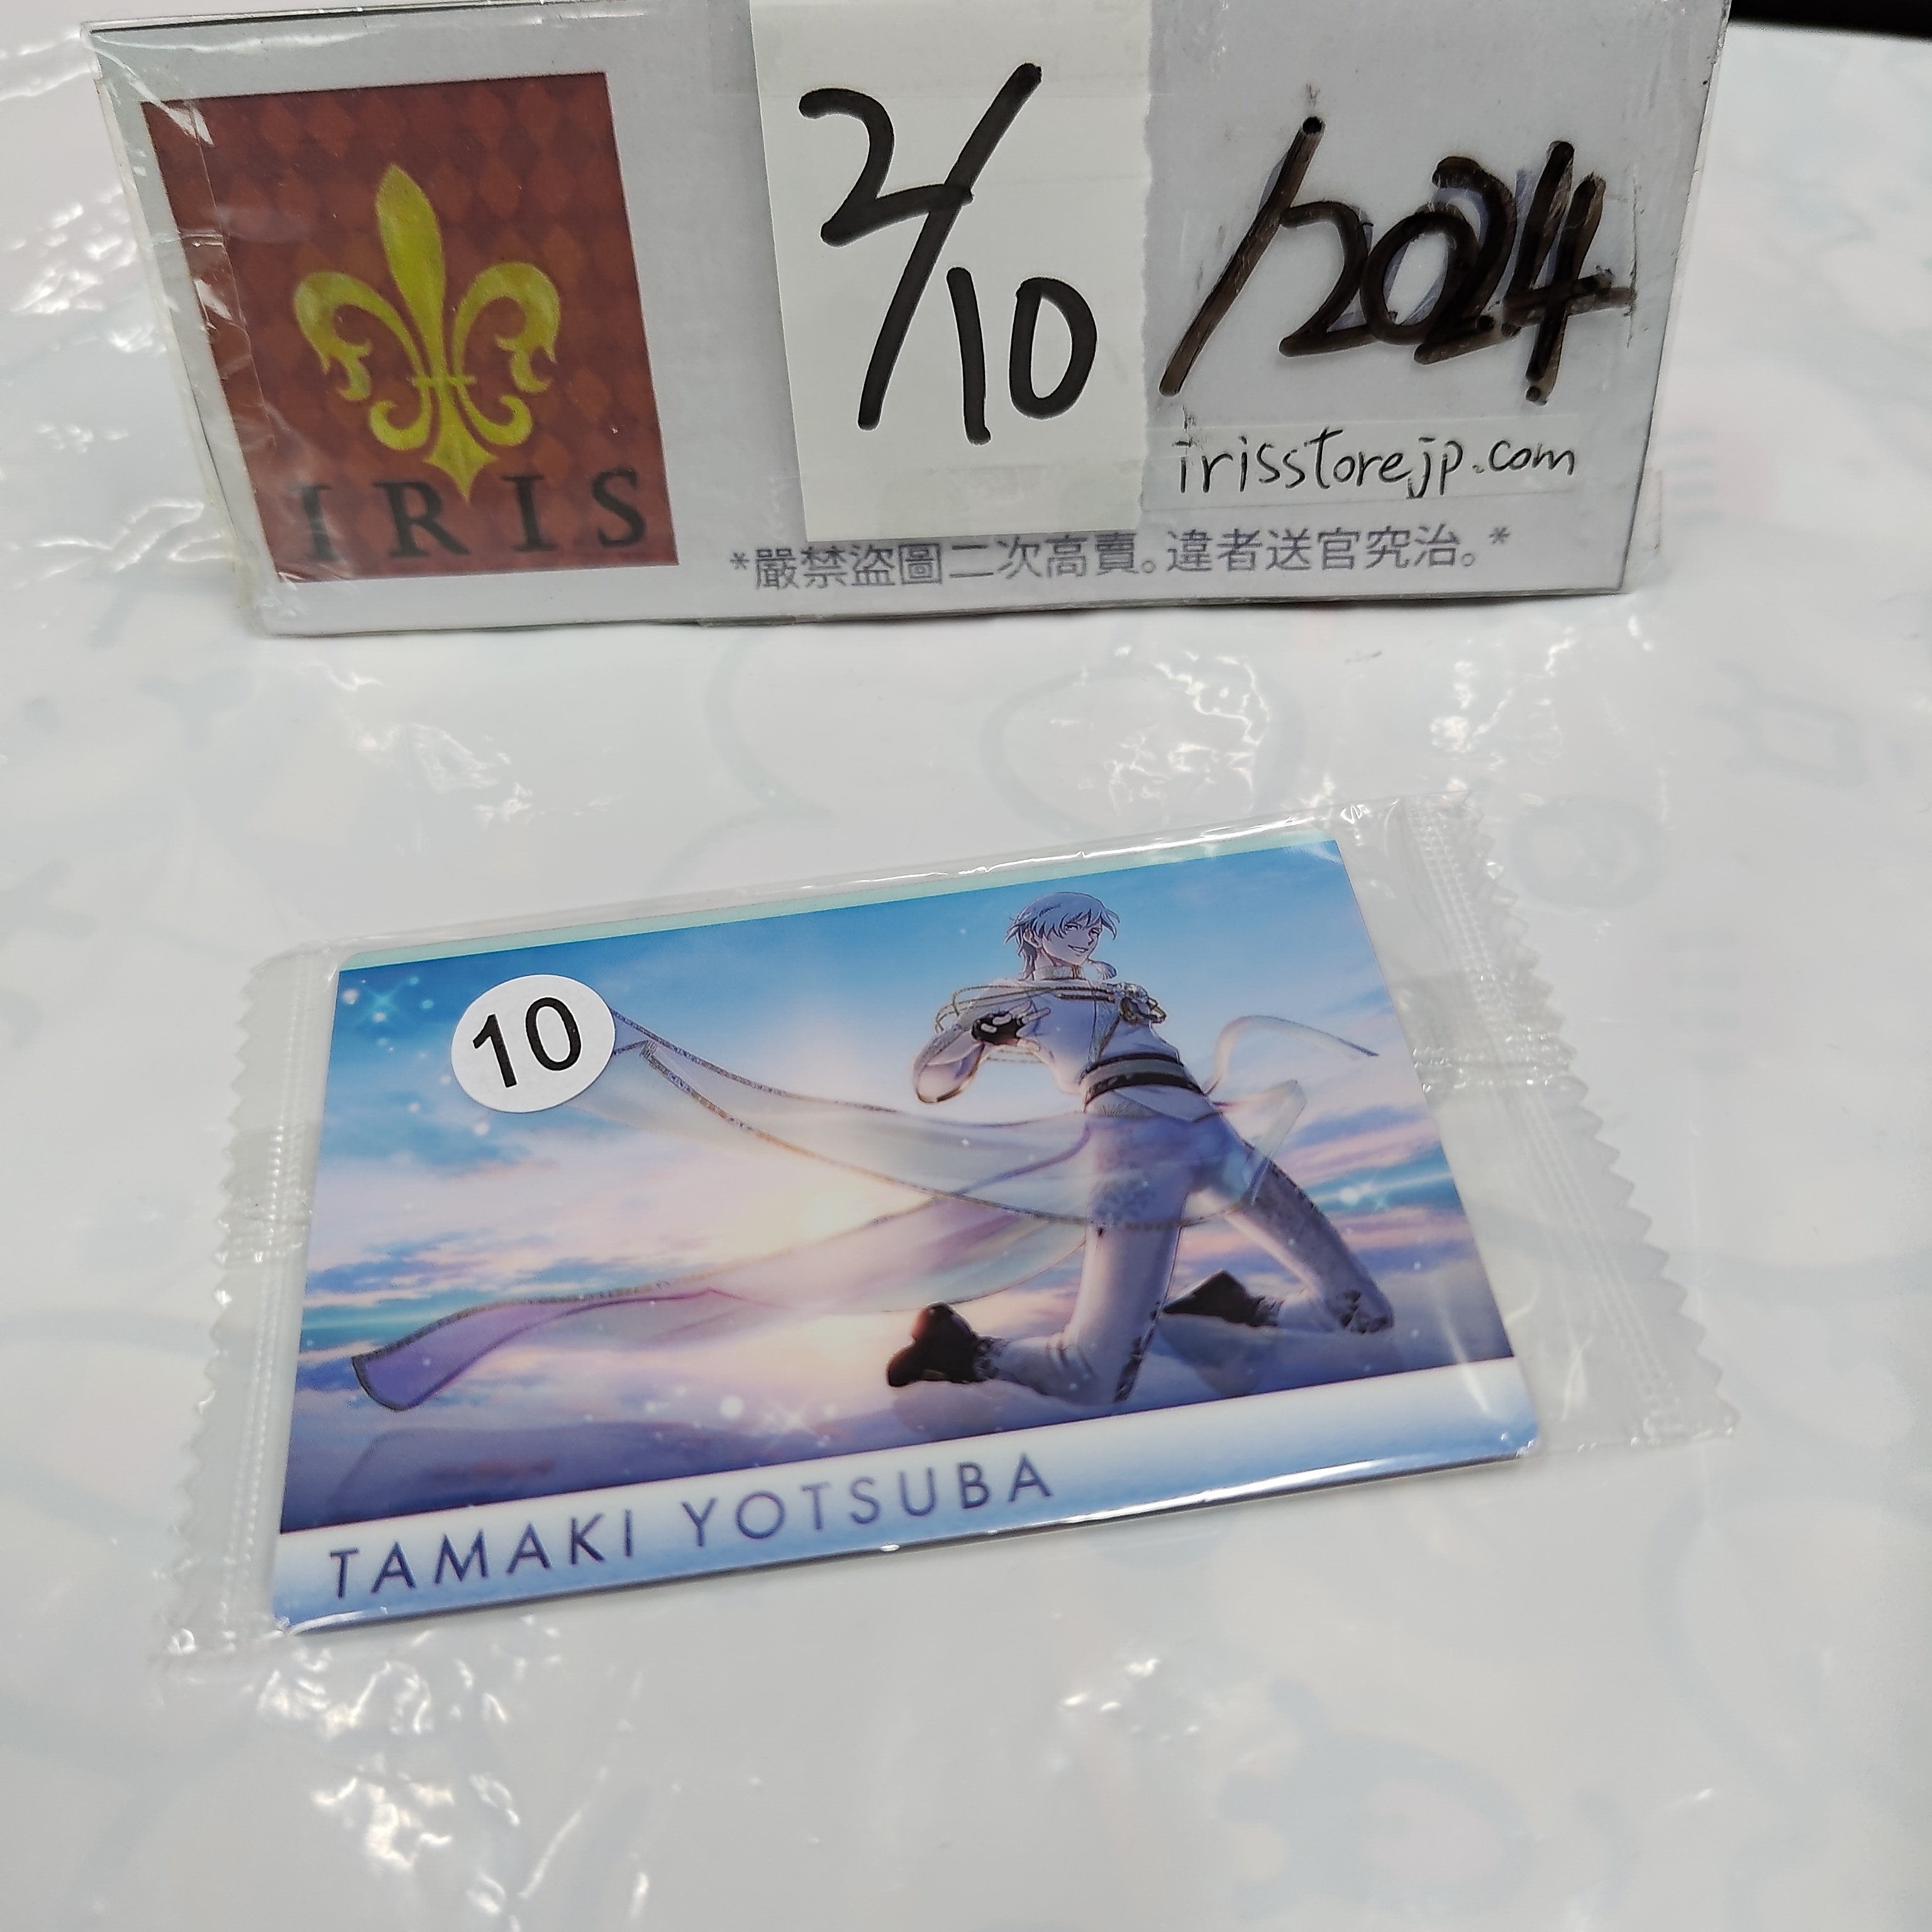 2/10
/2024
IRIS
irisstorejp.com
*嚴禁盜圖二次高賣。違者送官究治。*
10
TAMAKI YOTSUBA